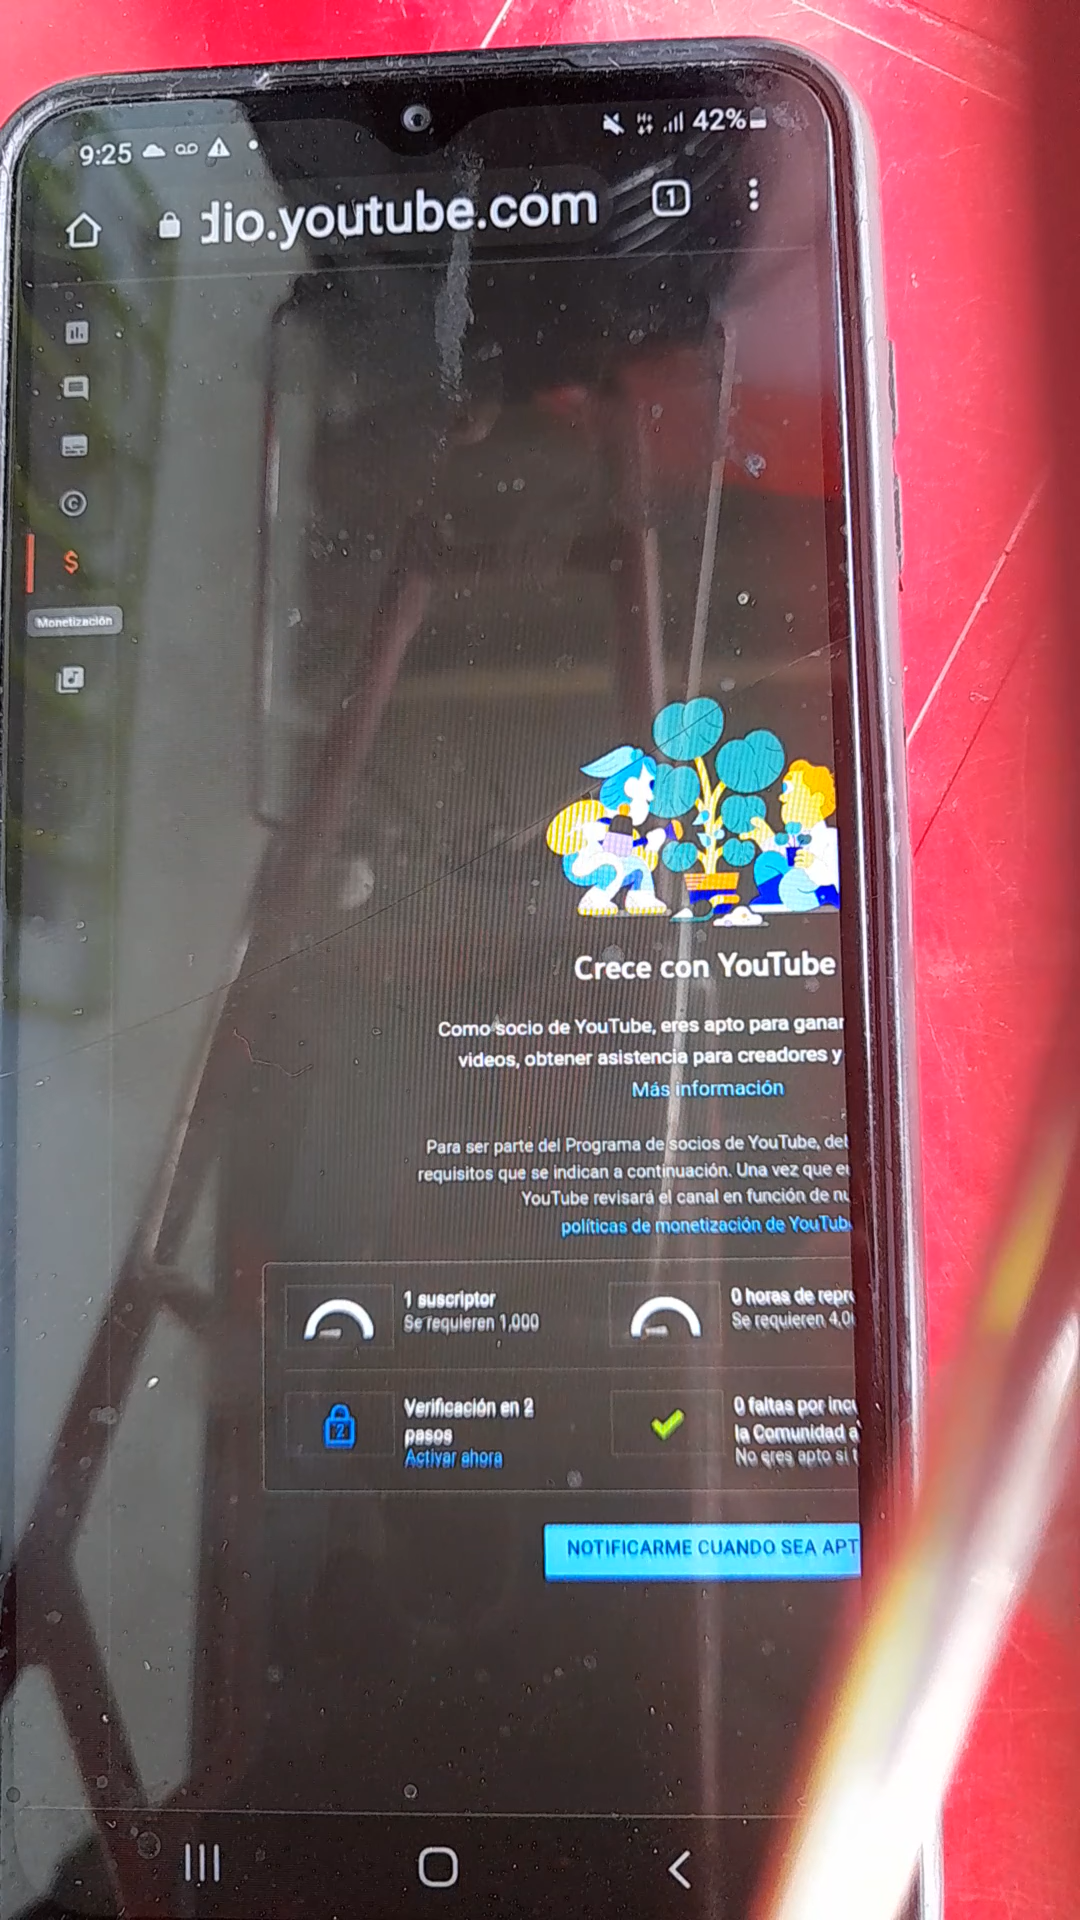 9:25
42%
dio.youtube.com
1
Monetización
Crece con YouTube
Como socio de YouTube, eres apto para ganar
videos, obtener asistencia para creadores y
Más información
Para ser parte del Programa de socios de YouTube,
requisitos que se indican a continuación. Una vez que
YouTube revisará el canal en función de
políticas de monetización de YouTub
1 suscriptor
Se requieren 1,000
0 horas de repr
Se requieren 4,0
Verificación en 2
pasos
Activar ahora
0 faltas por inc
la Comunidad a
No eres apto si t
NOTIFICARME CUANDO SEA APT